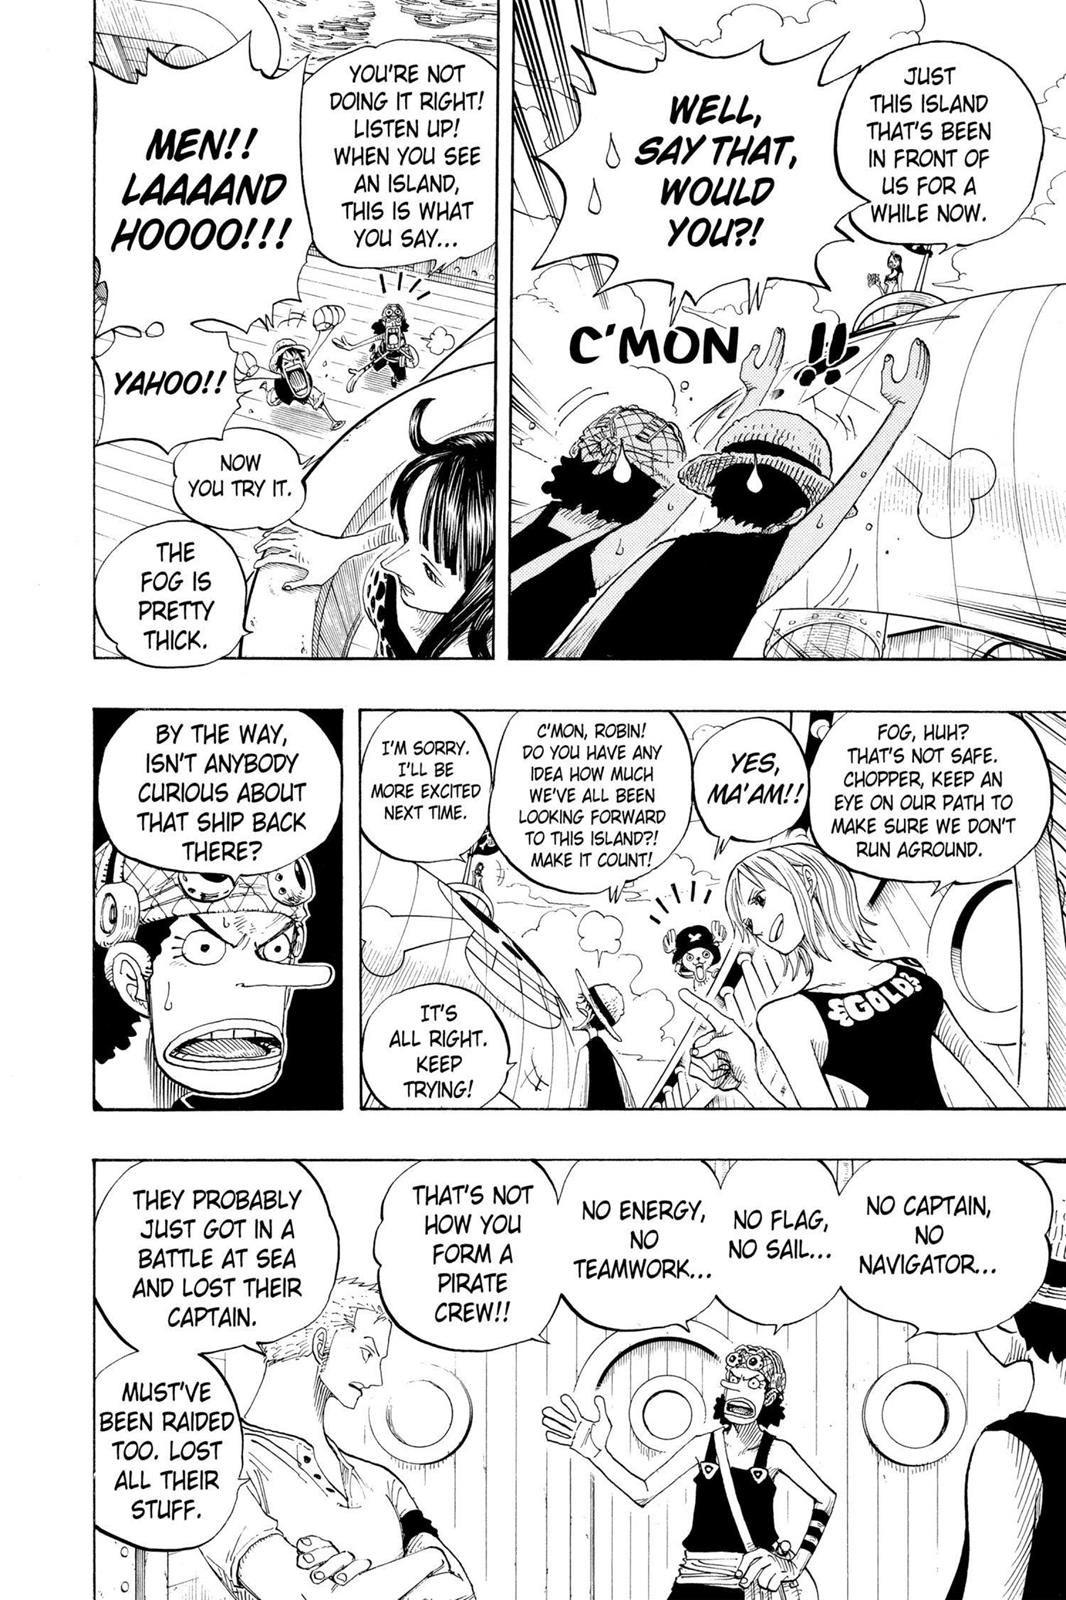 JUST
THIS ISLAND
THAT'S BEEN
IN FRONT OF
US FOR A
WHILE NOW.
WELL,
SAY THAT,
WOULD
YOU?!
C'MON !!
YOU'RE NOT
DOING IT RIGHT!
LISTEN UP!
WHEN YOU SEE
AN ISLAND,
THIS IS WHAT
YOU SAY...
MEN!!
LAAAAND
HOOOO!!!
YAHOO!!
NOW
YOU TRY IT.
THE
FOG IS
PRETTY
THICK.
FOG, HUH?
THAT'S NOT SAFE.
CHOPPER, KEEP AN
EYE ON OUR PATH TO
MAKE SURE WE DON'T
RUN AGROUND.
YES,
MA'AM!!
C'MON, ROBIN!
DO YOU HAVE ANY
IDEA HOW MUCH
WE'VE ALL BEEN
LOOKING FORWARD
TO THIS ISLAND?!
MAKE IT COUNT!
I'M SORRY.
I'LL BE
MORE EXCITED
NEXT TIME.
IT'S
ALL RIGHT.
KEEP
TRYING!
GOLD!
BY THE WAY,
ISN'T ANYBODY
CURIOUS ABOUT
THAT SHIP BACK
THERE?
NO CAPTAIN,
NO
NAVIGATOR...
NO FLAG,
NO SAIL...
NO ENERGY,
NO
TEAMWORK...
THAT'S NOT
HOW YOU
FORM A
PIRATE
CREW!!
THEY PROBABLY
JUST GOT IN A
BATTLE AT SEA
AND LOST THEIR
CAPTAIN.
MUST'VE
BEEN RAIDED
TOO. LOST
ALL THEIR
STUFF.